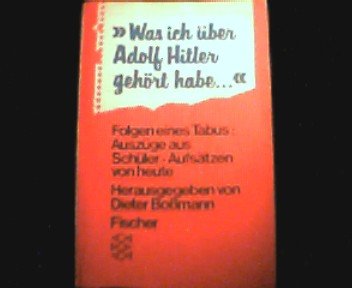 »Was ich über
Adolf Hitler
gehört habe...«
Folgen eines Tabus:
Auszüge aus
Schüler-Aufsätzen
von heute
Herausgegeben von
Dieter Boßmann
Fischer